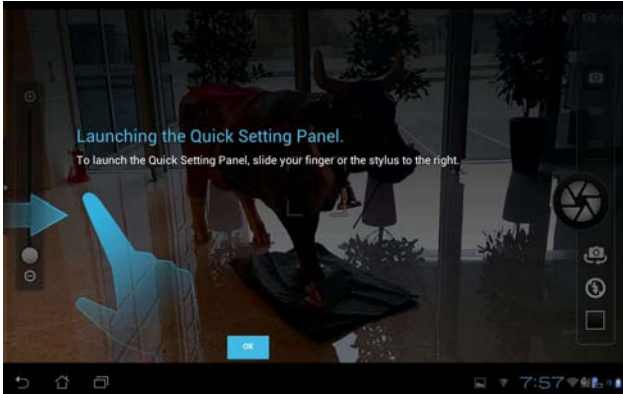 Launching the Quick Setting Panel.
To launch the Quick Setting Panel, slide your finger or the stylus to the right.
OK
7:57